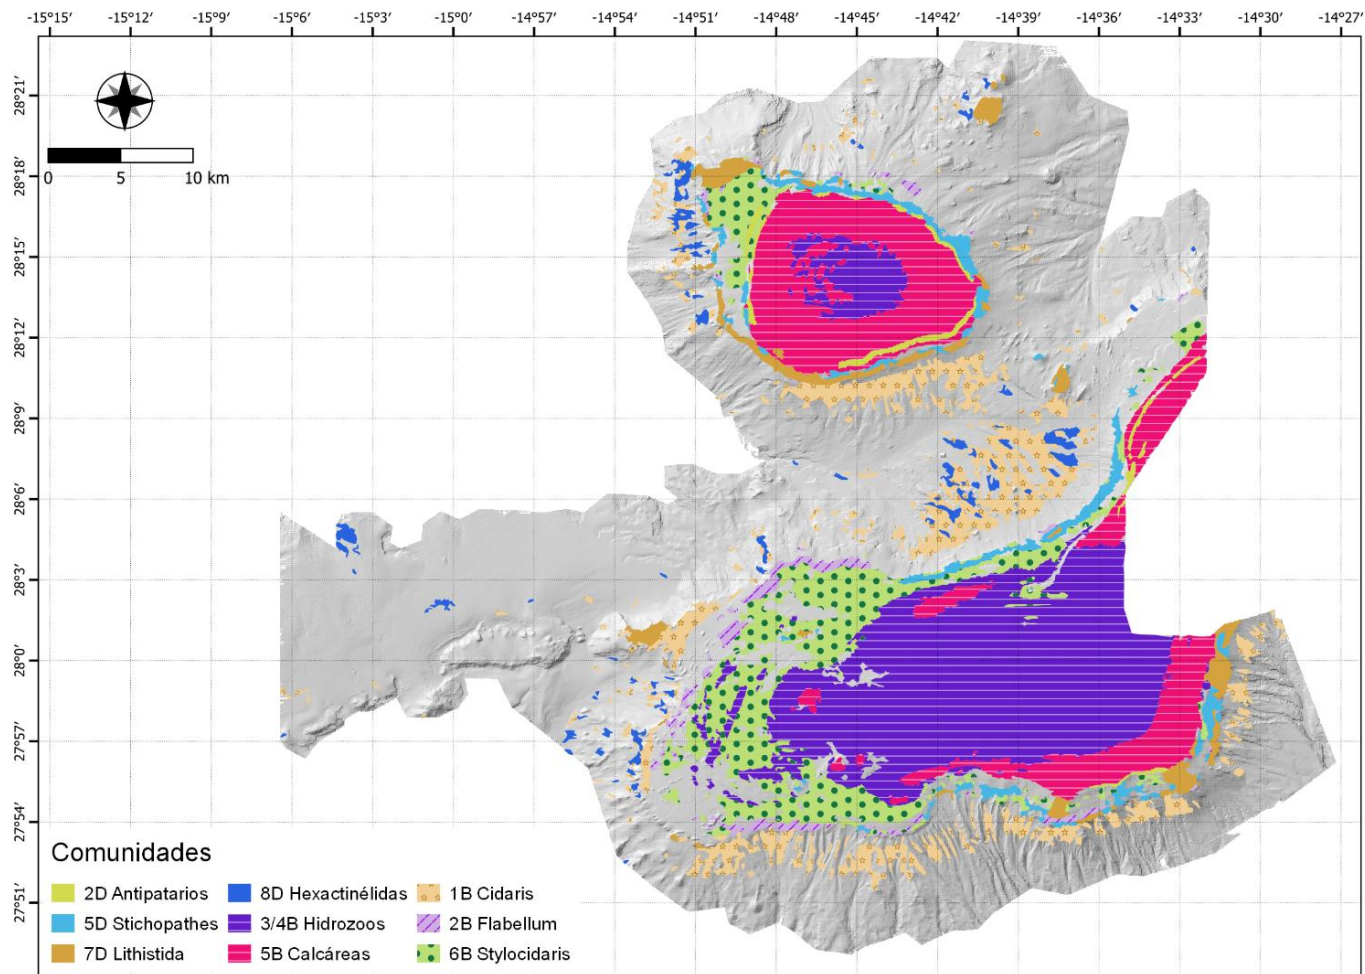 -15°15′ -15°12′ -15°9′ -15°6′ -15°3′ -15°0′ -14°57′ -14°54′ -14°51′ -14°48′ -14°45′ -14°42′ -14°39′ -14°36′ -14°33′ -14°30′ -14°27′
28°21′
0 5 10 km
28°18′
28°15′
28°12′
28°9′
28°6′
28°3′
28°0′
27°57′
27°54′
27°51′
Comunidades
2D Antipatarios 8D Hexactinélidas 1B Cidaris
5D Stichopathes 3/4B Hidrozoos 2B Flabellum
7D Lithistida 5B Calcáreas 6B Stylocidaris